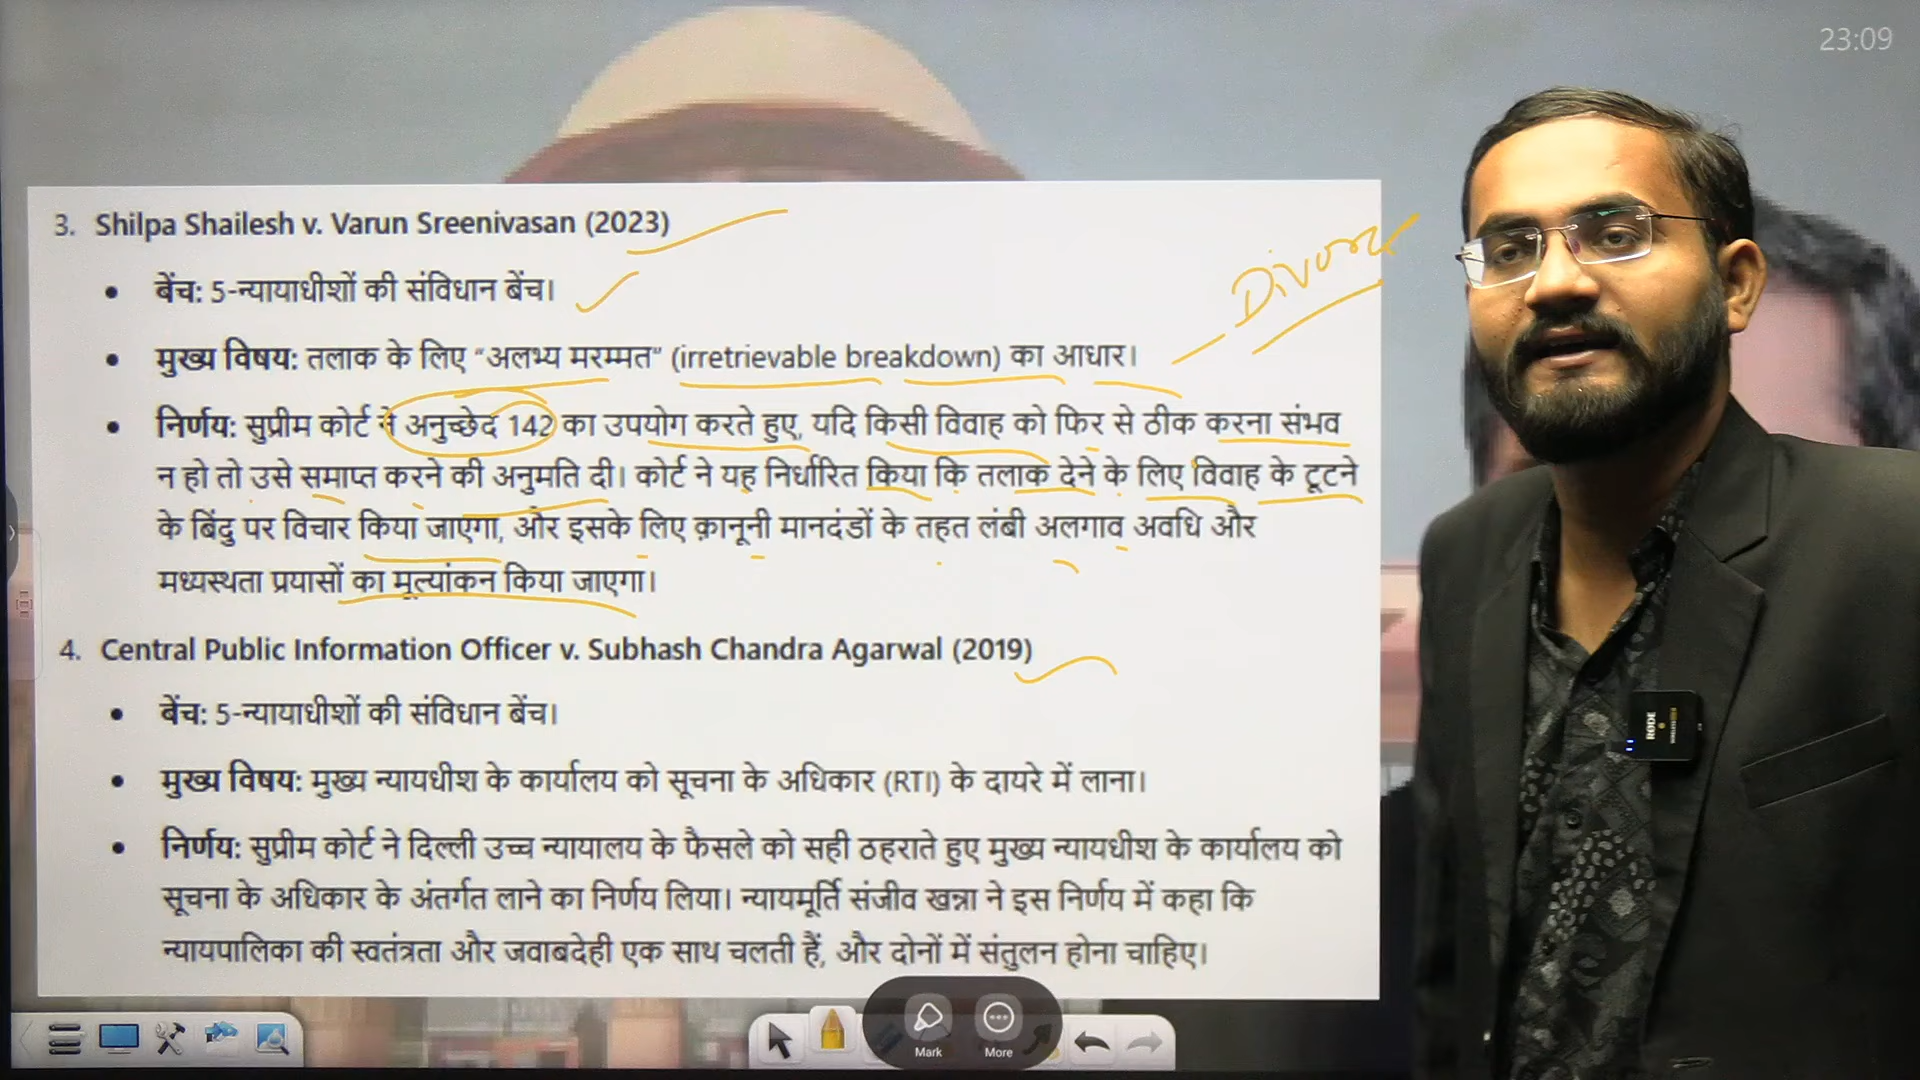 23:09
3. Shilpa Shailesh v. Varun Sreenivasan (2023)
• बेंच: 5-न्यायाधीशों की संविधान बेंच।
Divorce
• मुख्य विषय: तलाक के लिए “अलभ्य मरम्मत” (irretrievable breakdown) का आधार।
• निर्णय: सुप्रीम कोर्ट ने अनुच्छेद 142 का उपयोग करते हुए, यदि किसी विवाह को फिर से ठीक करना संभव
न हो तो उसे समाप्त करने की अनुमति दी। कोर्ट ने यह निर्धारित किया कि तलाक देने के लिए विवाह के टूटने
के बिंदु पर विचार किया जाएगा, और इसके लिए क़ानूनी मानदंडों के तहत लंबी अलगाव अवधि और
मध्यस्थता प्रयासों का मूल्यांकन किया जाएगा।
4. Central Public Information Officer v. Subhash Chandra Agarwal (2019)
• बेंच: 5-न्यायाधीशों की संविधान बेंच।
• मुख्य विषय: मुख्य न्यायधीश के कार्यालय को सूचना के अधिकार (RTI) के दायरे में लाना।
• निर्णय: सुप्रीम कोर्ट ने दिल्ली उच्च न्यायालय के फैसले को सही ठहराते हुए मुख्य न्यायधीश के कार्यालय को
सूचना के अधिकार के अंतर्गत लाने का निर्णय लिया। न्यायमूर्ति संजीव खन्ना ने इस निर्णय में कहा कि
न्यायपालिका की स्वतंत्रता और जवाबदेही एक साथ चलती हैं, और दोनों में संतुलन होना चाहिए।
RODE
Mark
More